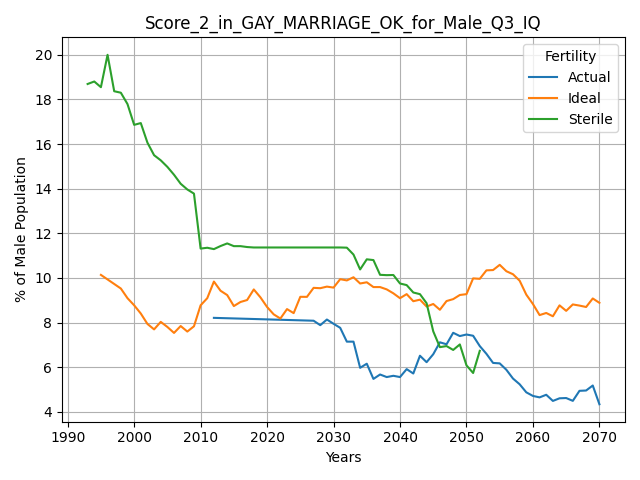 Score_2_in_GAY_MARRIAGE_OK_for_Male_Q3_IQ
% of Male Population
20
18
16
14
12
10
8
6
4
Fertility
Actual
Ideal
Sterile
1990 2000 2010 2020 2030 2040 2050 2060 2070
Years